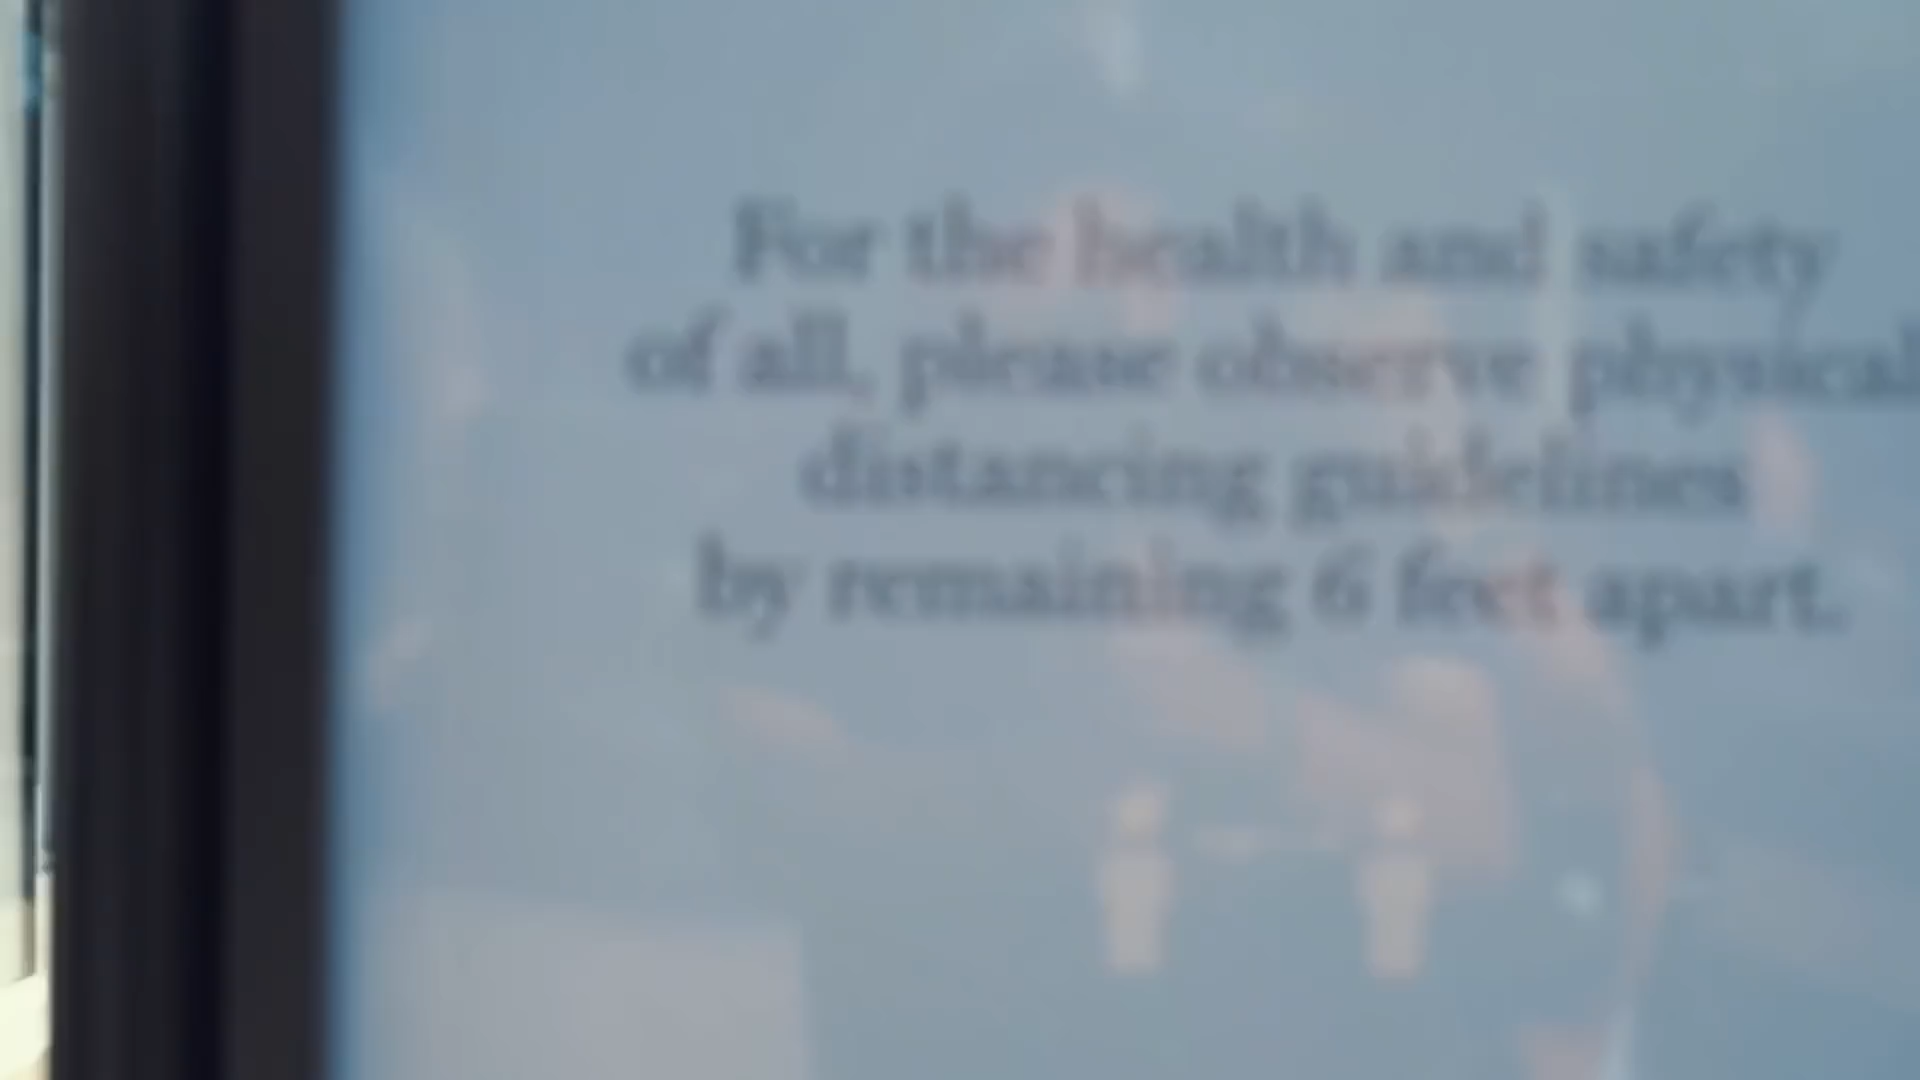 For the health and safety
of all, please observe physical
distancing guidelines
by remaining 6 feet apart.